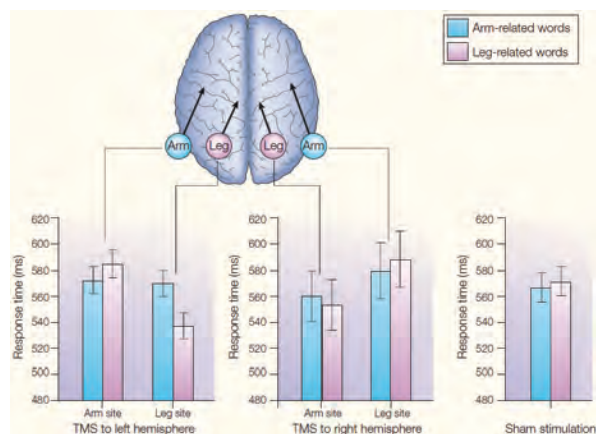 Arm-related words
Leg-related words
Arm
Leg
Leg
Arm
620
600
580
560
540
520
500
480
Response time (ms)
Arm site
Leg site
TMS to left hemisphere
620
600
580
560
540
520
500
480
Response time (ms)
Arm site
Leg site
TMS to right hemisphere
620
600
580
560
540
520
500
480
Response time (ms)
Sham stimulation